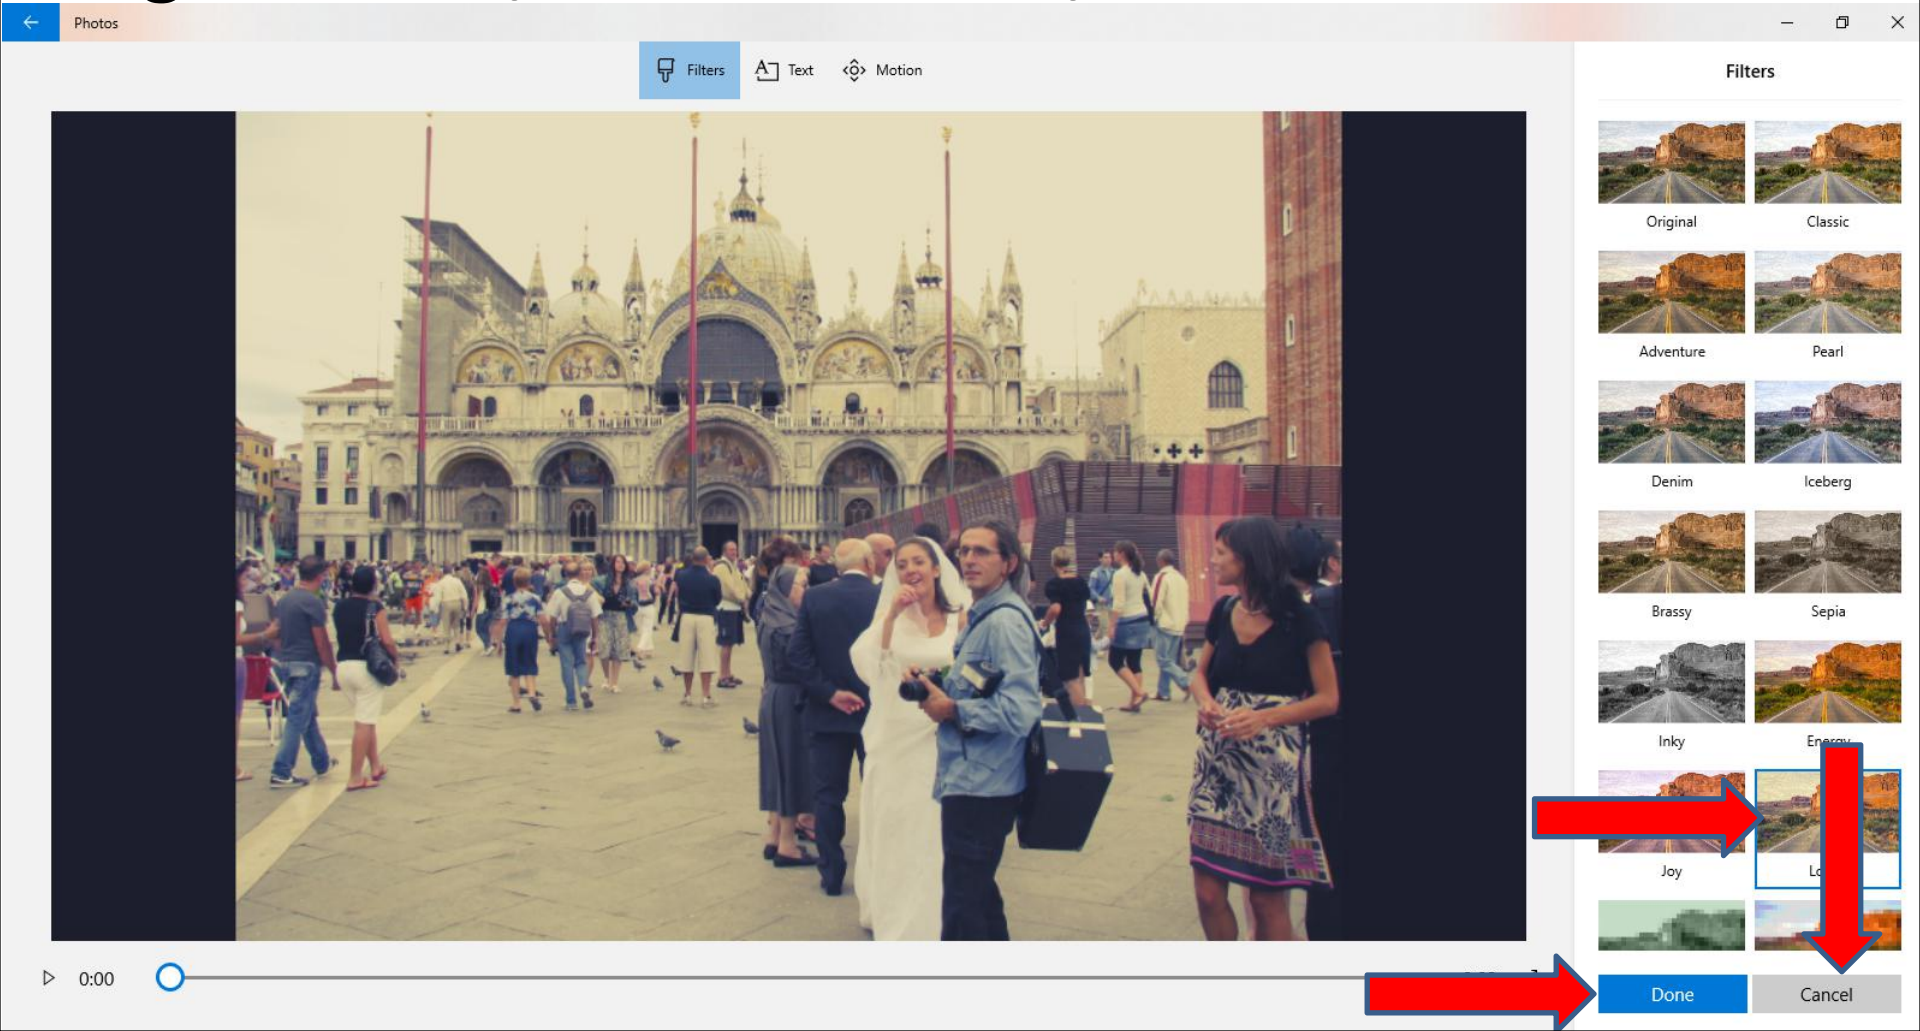 Photos
Filters Text Motion
Filters
Original Classic
Adventure Pearl
Denim Iceberg
Brassy Sepia
Inky Energy
Joy
0:00
Done Cancel